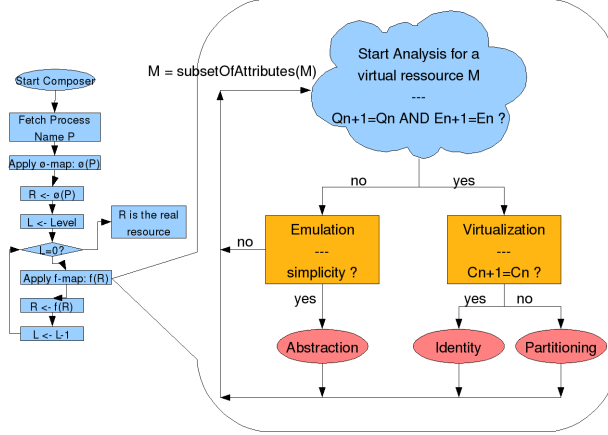 Start Composer
Fetch Process
Name P
Apply ø-map: ø(P)
R <- ø(P)
L <- Level
R is the real
resource
L=0?
Apply f-map: f(R)
R <- f(R)
L <- L-1
M = subsetOfAttributes(M)
Start Analysis for a
virtual ressource M
---
Qn+1=Qn AND En+1=En ?
no
yes
Emulation
---
simplicity ?
Virtualization
---
Cn+1=Cn ?
no
yes
yes
no
Abstraction
Identity
Partitioning